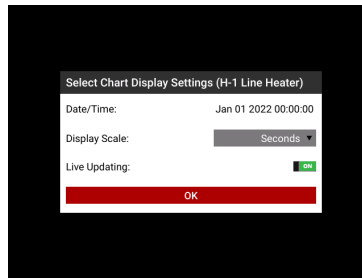 Select Chart Display Settings (H-1 Line Heater)
Date/Time: Jan 01 2022 00:00:00
Display Scale: Seconds
Live Updating: ON
OK